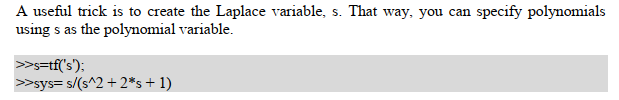 A useful trick is to create the Laplace variable, s. That way, you can specify polynomials
using s as the polynomial variable.
>>s=tf('s');
>>sys= s/(s^2 + 2*s + 1)